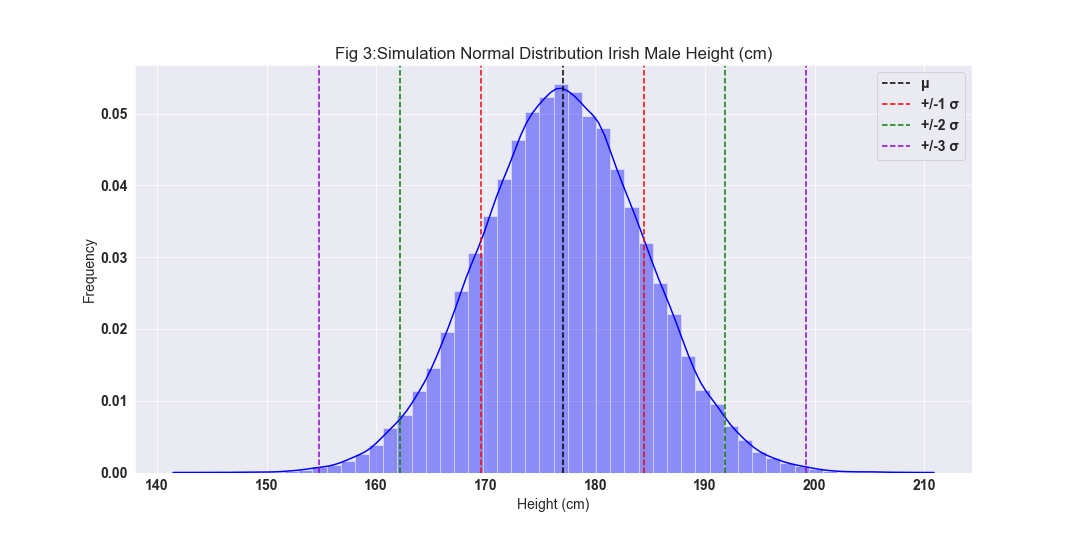 Fig 3:Simulation Normal Distribution Irish Male Height (cm)
μ
+/-1 σ
+/-2 σ
+/-3 σ
Frequency
0.05
0.04
0.03
0.02
0.01
0.00
140 150 160 170 180 190 200 210
Height (cm)